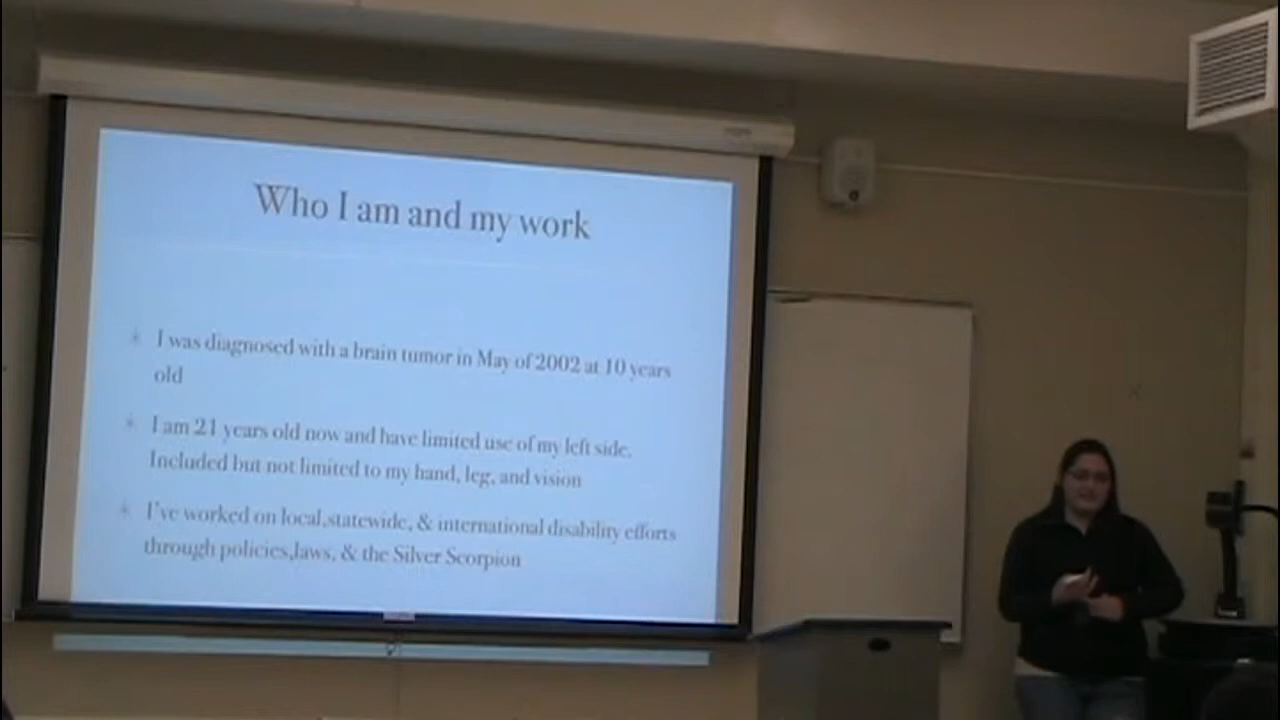 Who I am and my work
I was diagnosed with a brain tumor in May of 2002 at 10 years
old
I am 21 years old now and have limited use of my left side.
Included but not limited to my hand, leg, and vision
I've worked on local,statewide, & international disability efforts
through policies,laws, & the Silver Scorpion